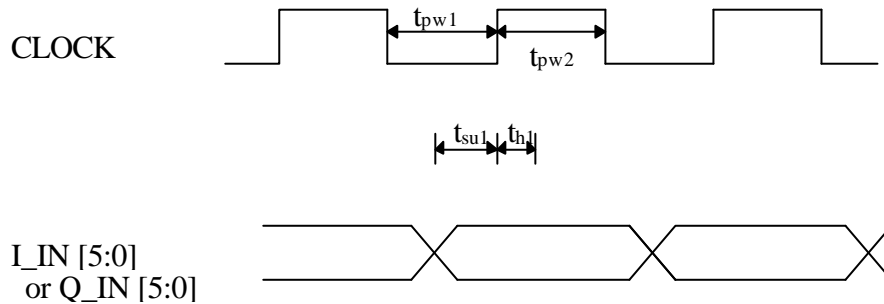 tpw1
CLOCK
tpw2
tsu1 th1
I_IN [5:0]
or Q_IN [5:0]